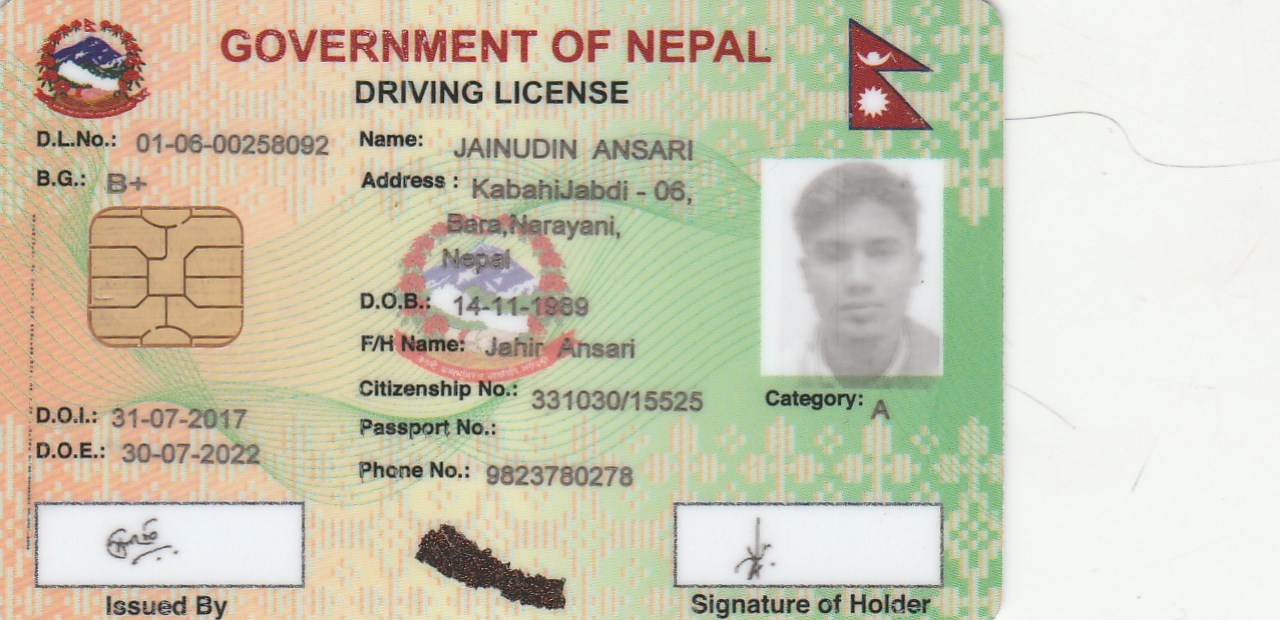 GOVERNMENT OF NEPAL
DRIVING LICENSE
D.L.No.: 01-06-00258092
B.G.: B+
Name: JAINUDIN ANSARI
Address : KabahiJabdi - 06,
Bara,Narayani,
Nepal
D.O.B.: 14-11-1989
F/H Name: Jahir Ansari
Citizenship No.: 331030/15525
Passport No.:
Phone No.: 9823780278
D.O.I.: 31-07-2017
D.O.E.: 30-07-2022
Category: A
Issued By
Signature of Holder